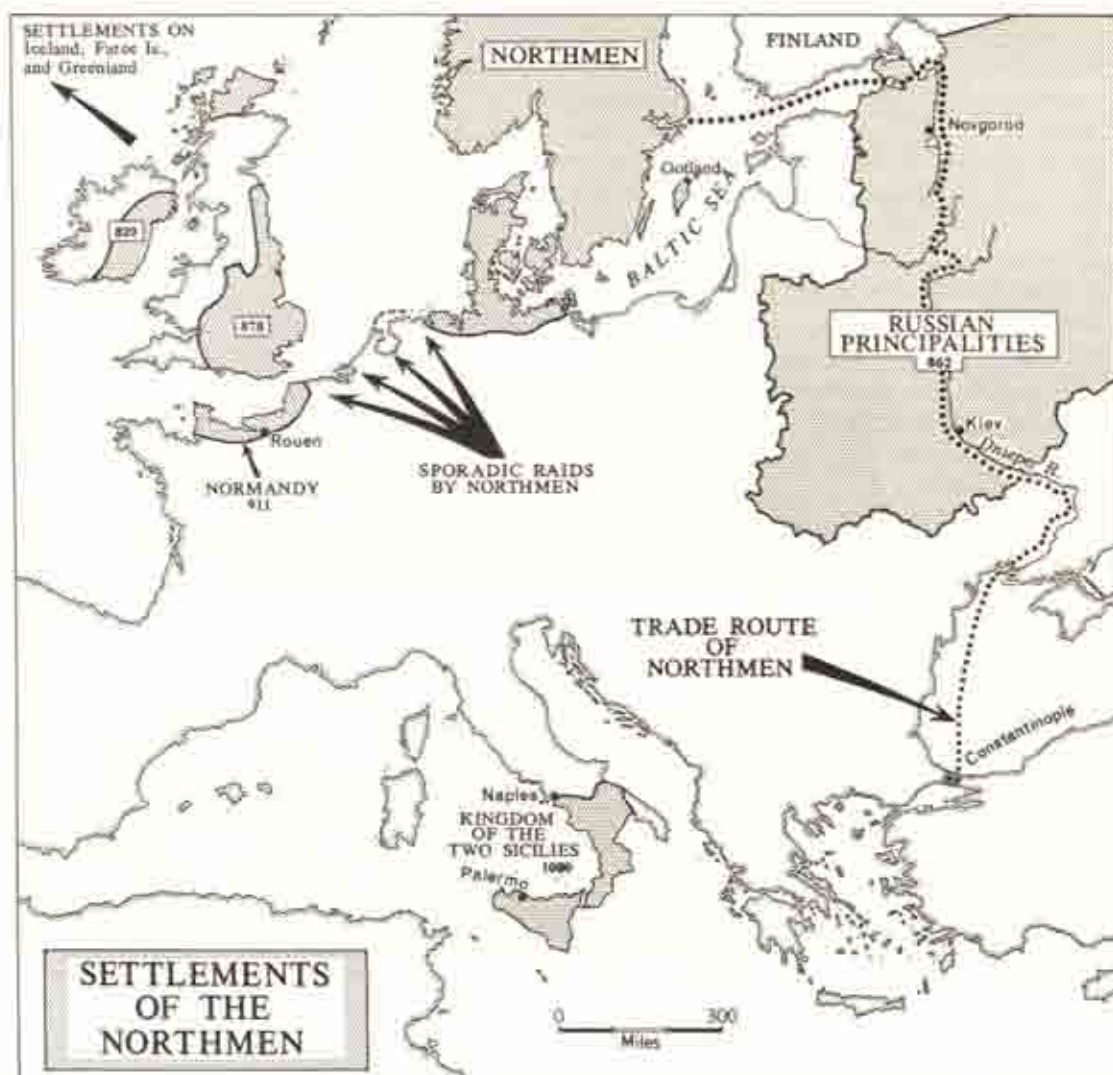 SETTLEMENTS ON
Iceland, Faroe Is.,
and Greenland
NORTHMEN
FINLAND
Novgorod
Gotland
BALTIC SEA
878
RUSSIAN
PRINCIPALITIES
862
Kiev
Dnieper R.
Rouen
NORMANDY
911
SPORADIC RAIDS
BY NORTHMEN
TRADE ROUTE
OF
NORTHMEN
Constantinople
Naples
KINGDOM
OF THE
TWO SICILIES
Palermo
SETTLEMENTS
OF THE
NORTHMEN
0 300
Miles